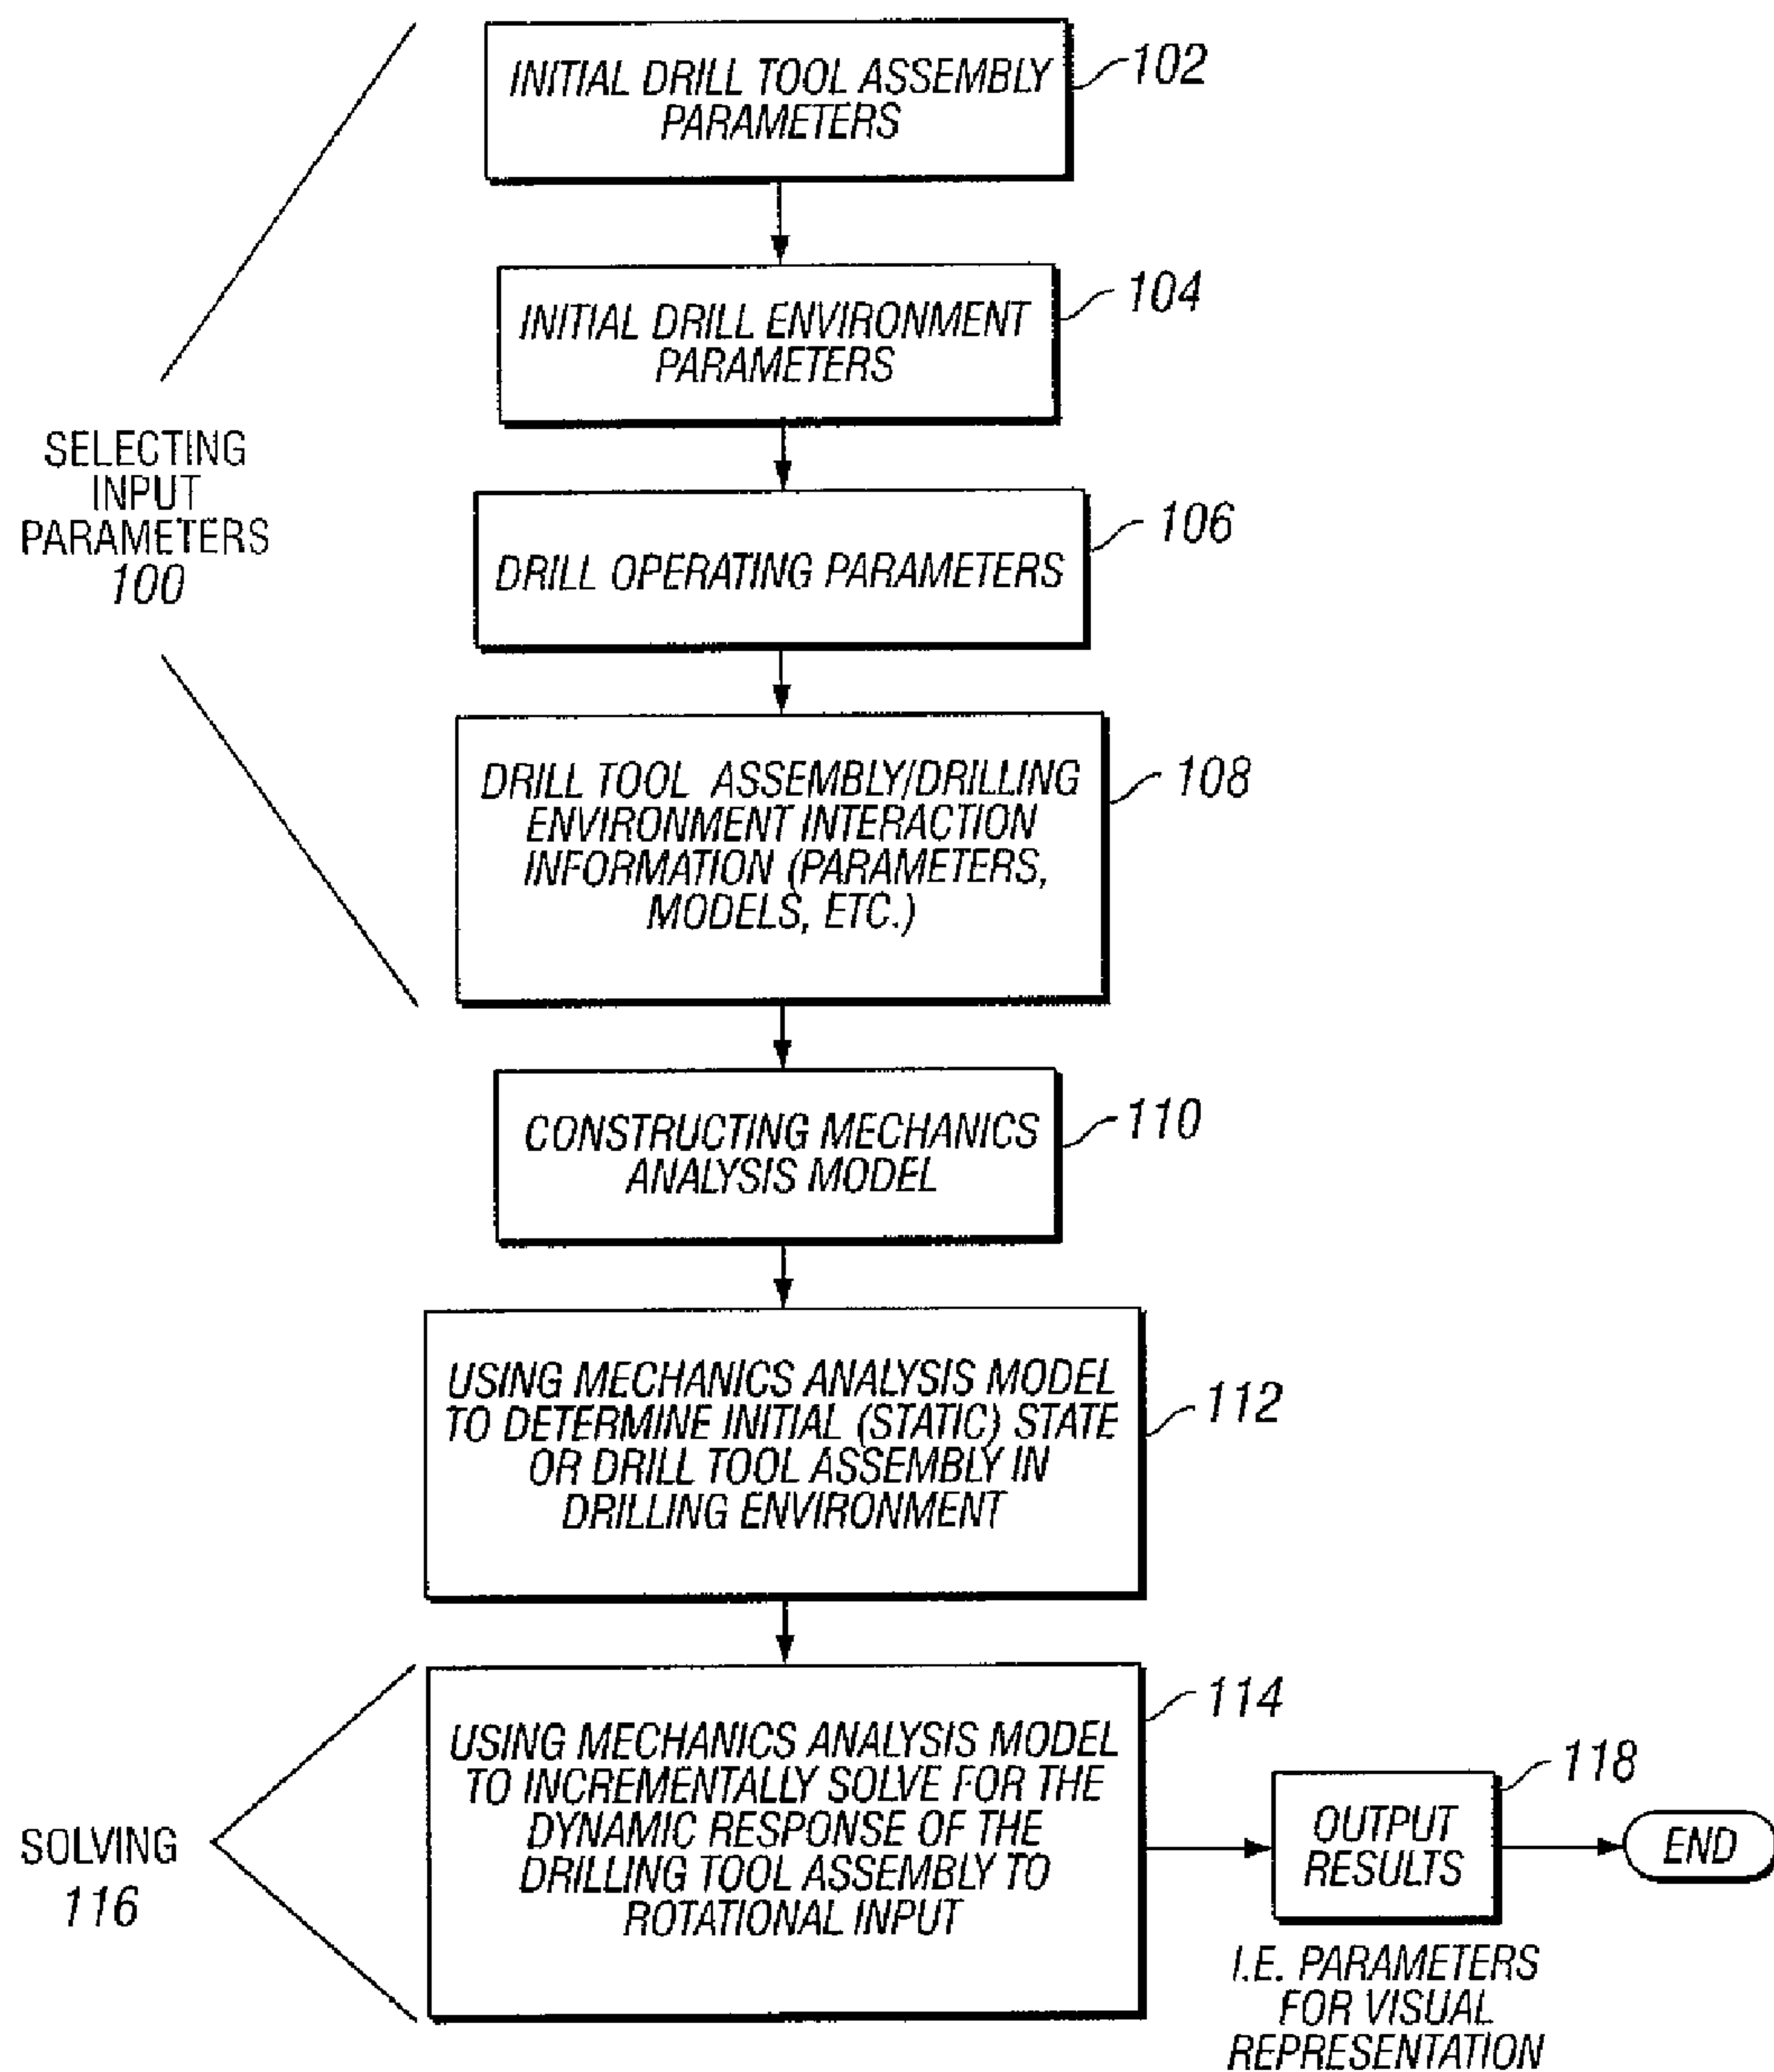 INITIAL DRILL TOOL ASSEMBLY
PARAMETERS
102
INITIAL DRILL ENVIRONMENT
PARAMETERS
104
SELECTING
INPUT
PARAMETERS
100
DRILL OPERATING PARAMETERS
106
DRILL TOOL ASSEMBLY/DRILLING
ENVIRONMENT INTERACTION
INFORMATION (PARAMETERS,
MODELS, ETC.)
108
CONSTRUCTING MECHANICS
ANALYSIS MODEL
110
USING MECHANICS ANALYSIS MODEL
TO DETERMINE INITIAL (STATIC) STATE
OR DRILL TOOL ASSEMBLY IN
DRILLING ENVIRONMENT
112
SOLVING
116
USING MECHANICS ANALYSIS MODEL
TO INCREMENTALLY SOLVE FOR THE
DYNAMIC RESPONSE OF THE
DRILLING TOOL ASSEMBLY TO
ROTATIONAL INPUT
114
OUTPUT
RESULTS
118
I.E. PARAMETERS
FOR VISUAL
REPRESENTATION
END